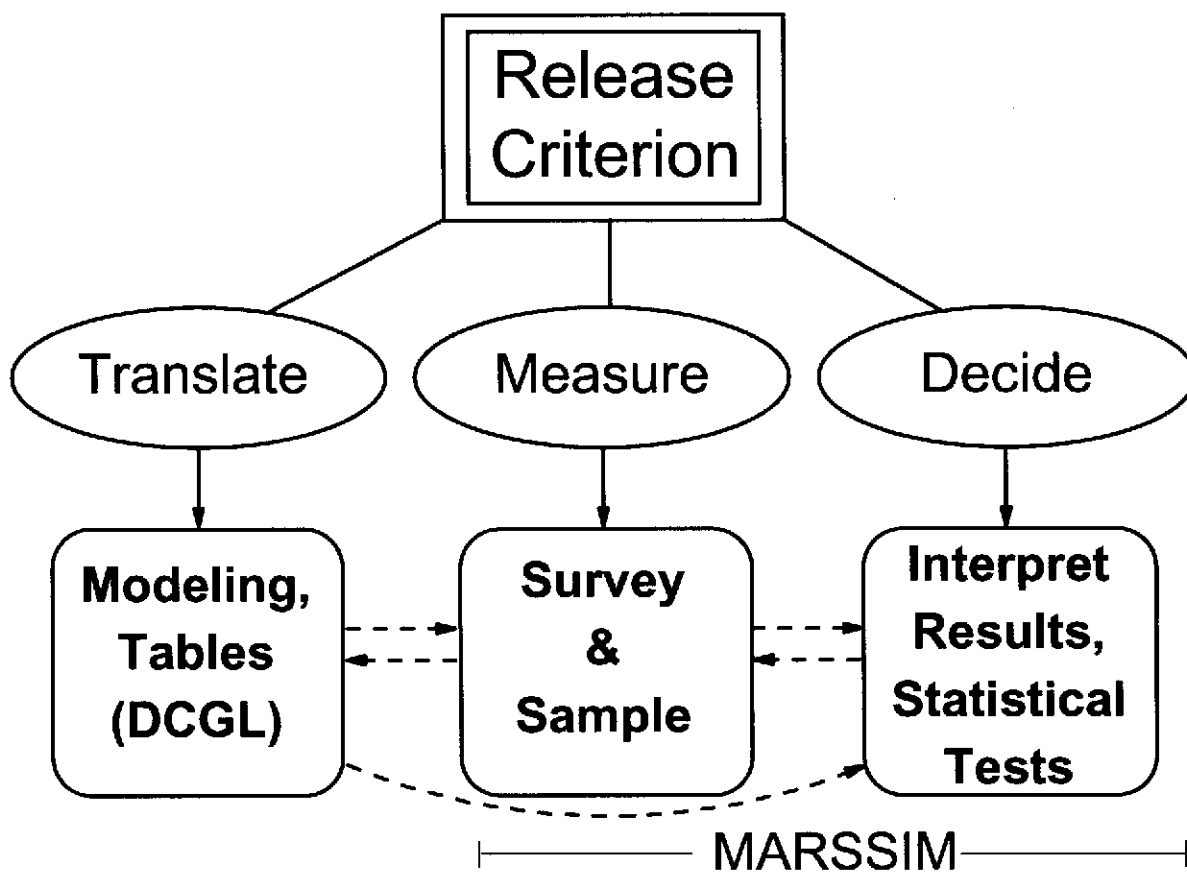 Release
Criterion
Translate
Measure
Decide
Modeling,
Tables
(DCGL)
Survey
&
Sample
Interpret
Results,
Statistical
Tests
MARSSIM